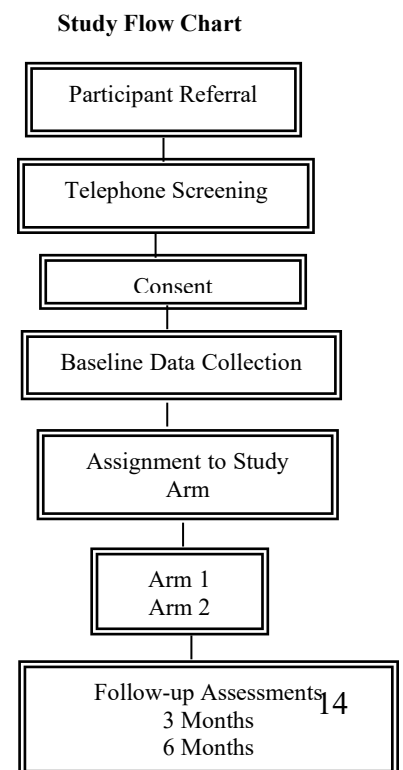 Study Flow Chart
Participant Referral
Telephone Screening
Consent
Baseline Data Collection
Assignment to Study
Arm
Arm 1
Arm 2
Follow-up Assessments
14
3 Months
6 Months